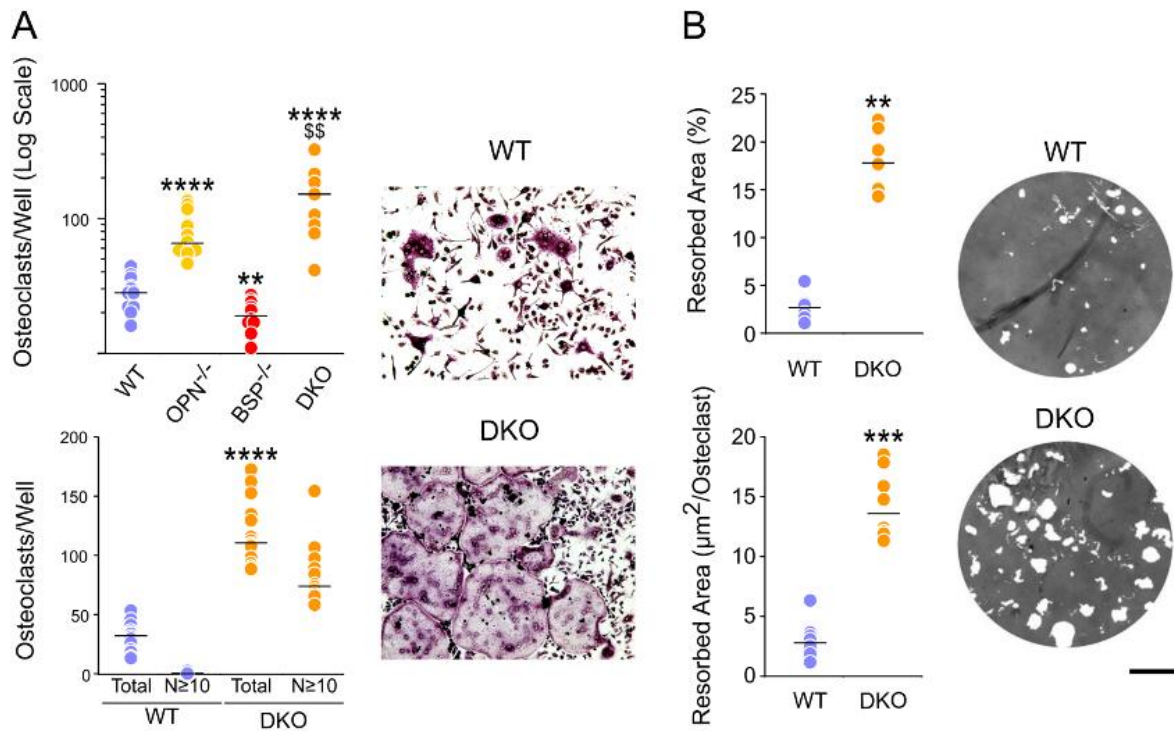 A
Osteoclasts/Well (Log Scale)
1000
100
****
**
****
$$
WT
OPN⁻/⁻
BSP⁻/⁻
DKO
WT
Osteoclasts/Well
200
150
100
50
0
****
Total
N≥10
Total
N≥10
WT
DKO
DKO
B
Resorbed Area (%)
25
20
15
10
5
0
**
WT
DKO
WT
Resorbed Area (µm²/Osteclast)
20
15
10
5
0
***
WT
DKO
DKO